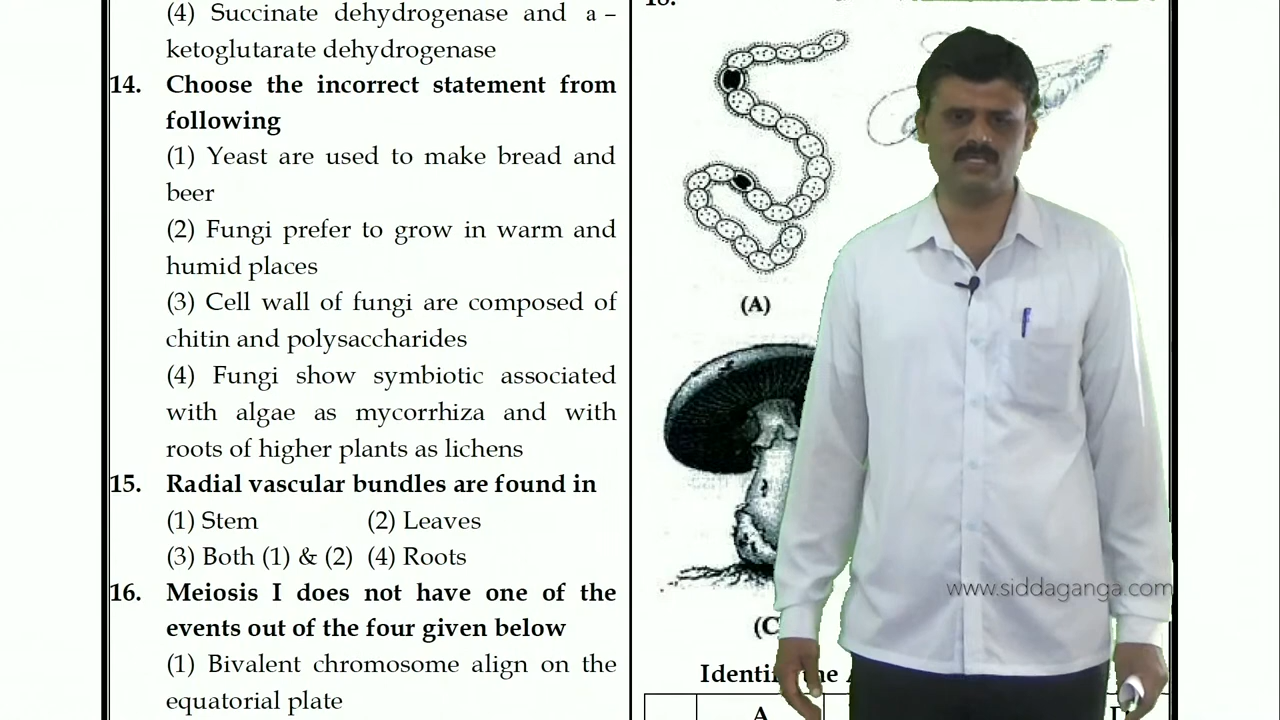 (4) Succinate dehydrogenase and a –
ketoglutarate dehydrogenase
14. Choose the incorrect statement from
following
(1) Yeast are used to make bread and
beer
(2) Fungi prefer to grow in warm and
humid places
(3) Cell wall of fungi are composed of
chitin and polysaccharides
(4) Fungi show symbiotic associated
with algae as mycorrhiza and with
roots of higher plants as lichens
15. Radial vascular bundles are found in
(1) Stem (2) Leaves
(3) Both (1) & (2) (4) Roots
16. Meiosis I does not have one of the
events out of the four given below
(1) Bivalent chromosome align on the
equatorial plate
(A)
(C
www.siddaganga.com
the
A